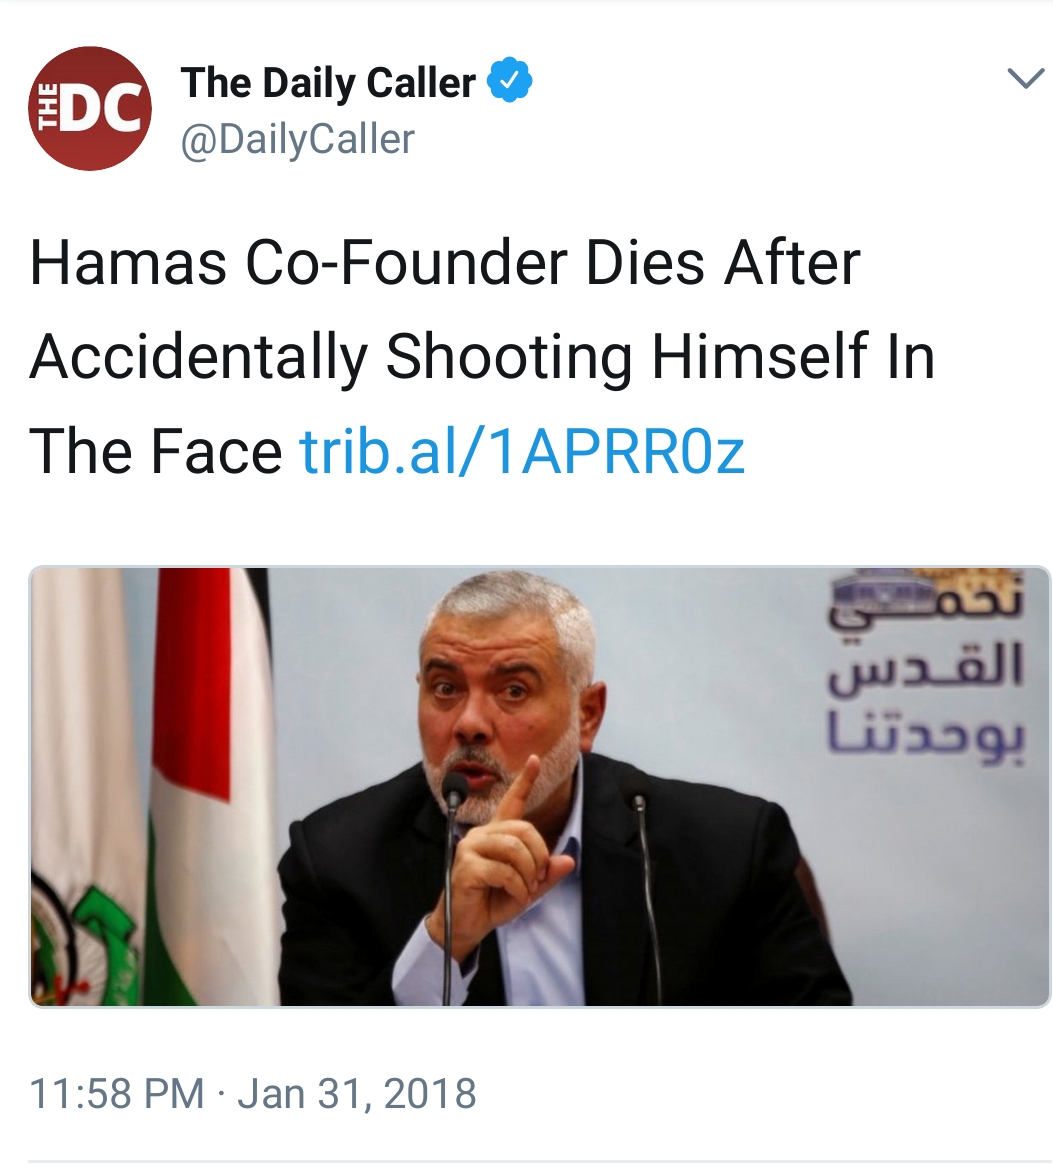 THE DC
The Daily Caller
@DailyCaller
Hamas Co-Founder Dies After
Accidentally Shooting Himself In
The Face trib.al/1APRR0z
نحمي
القدس
بوحدتنا
11:58 PM · Jan 31, 2018